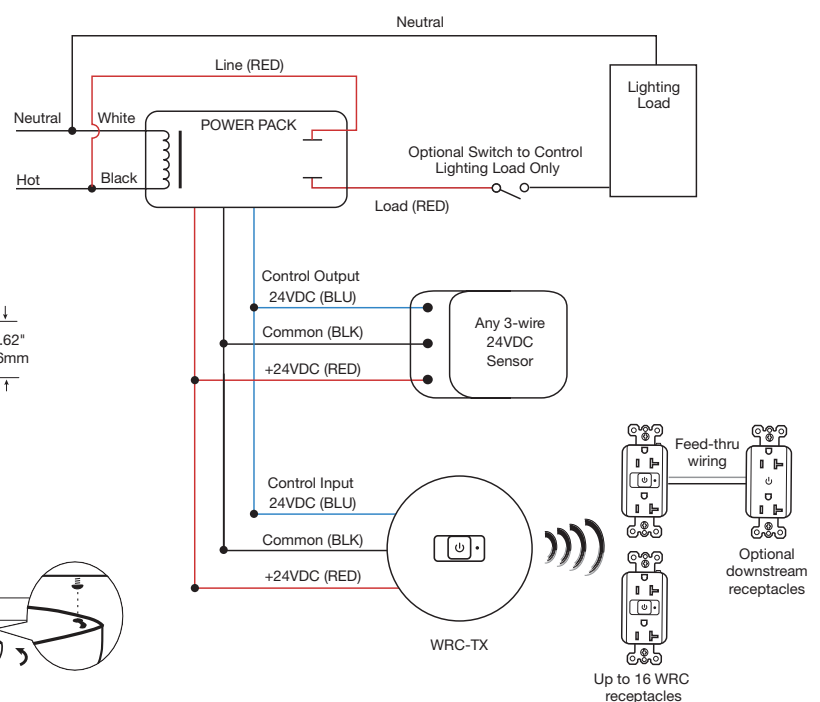 Neutral
Line (RED)
Lighting
Load
Neutral
White
POWER PACK
Optional Switch to Control
Lighting Load Only
Hot
Black
Load (RED)
Control Output
24VDC (BLU)
Common (BLK)
+24VDC (RED)
Any 3-wire
24VDC
Sensor
.62"
6mm
Feed-thru
wiring
Control Input
24VDC (BLU)
Common (BLK)
+24VDC (RED)
Optional
downstream
receptacles
WRC-TX
Up to 16 WRC
receptacles